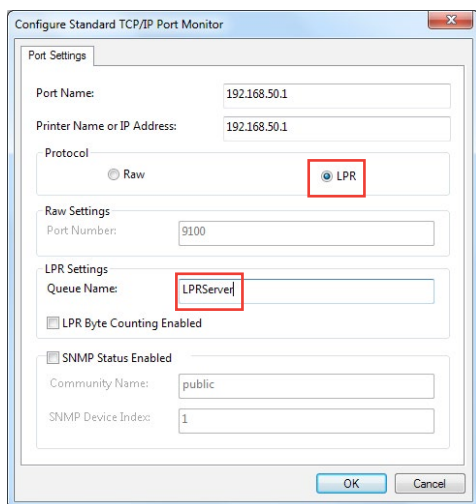 Configure Standard TCP/IP Port Monitor
Port Settings
Port Name: 192.168.50.1
Printer Name or IP Address: 192.168.50.1
Protocol
Raw LPR
Raw Settings
Port Number: 9100
LPR Settings
Queue Name: LPRServer
LPR Byte Counting Enabled
SNMP Status Enabled
Community Name: public
SNMP Device Index: 1
OK Cancel